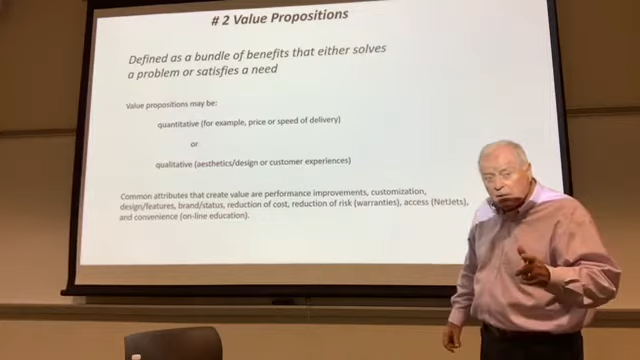 # 2 Value Propositions
Defined as a bundle of benefits that either solves
a problem or satisfies a need
Value propositions may be:
quantitative (for example, price or speed of delivery)
or
qualitative (aesthetics/design or customer experiences)
Common attributes that create value are performance improvements, customization,
design/features, brand/status, reduction of cost, reduction of risk (warranties), access (NetJets),
and convenience (on-line education).